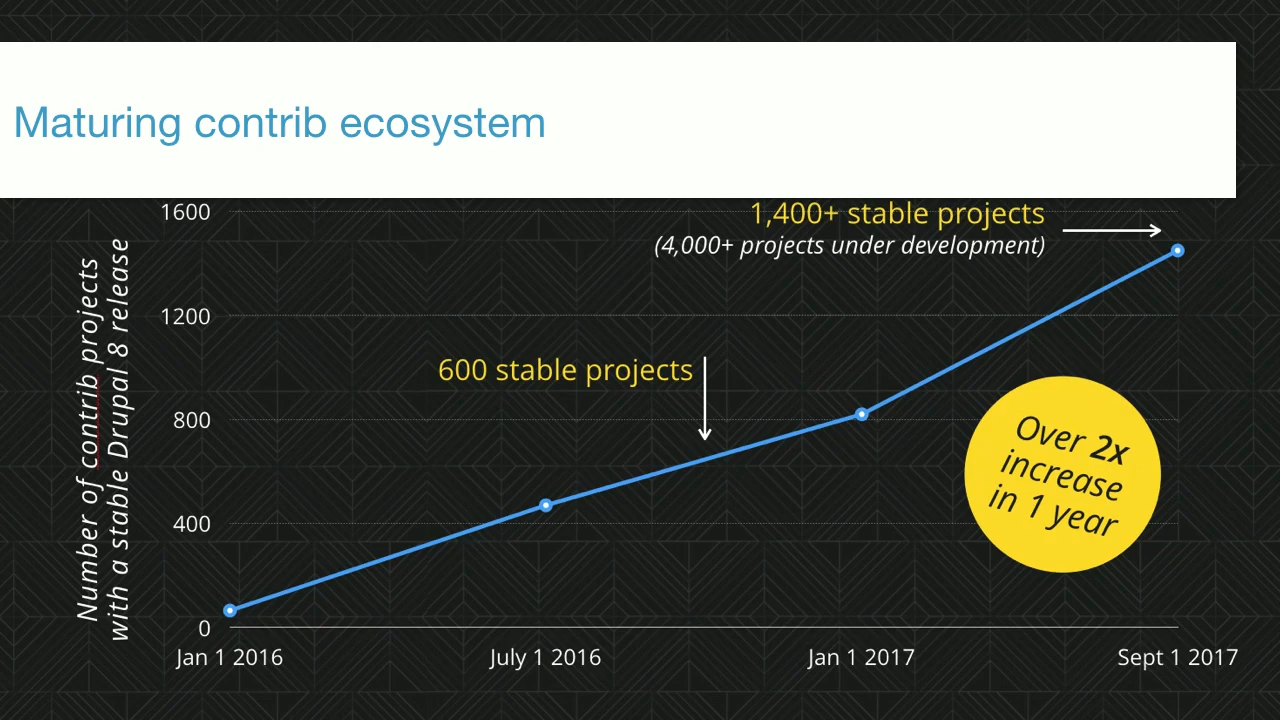 Maturing contrib ecosystem
1600
1,400+ stable projects
(4,000+ projects under development)
Number of contrib projects
with a stable Drupal 8 release
1200
600 stable projects
800
Over 2x
increase
in 1 year
400
0
Jan 1 2016
July 1 2016
Jan 1 2017
Sept 1 2017